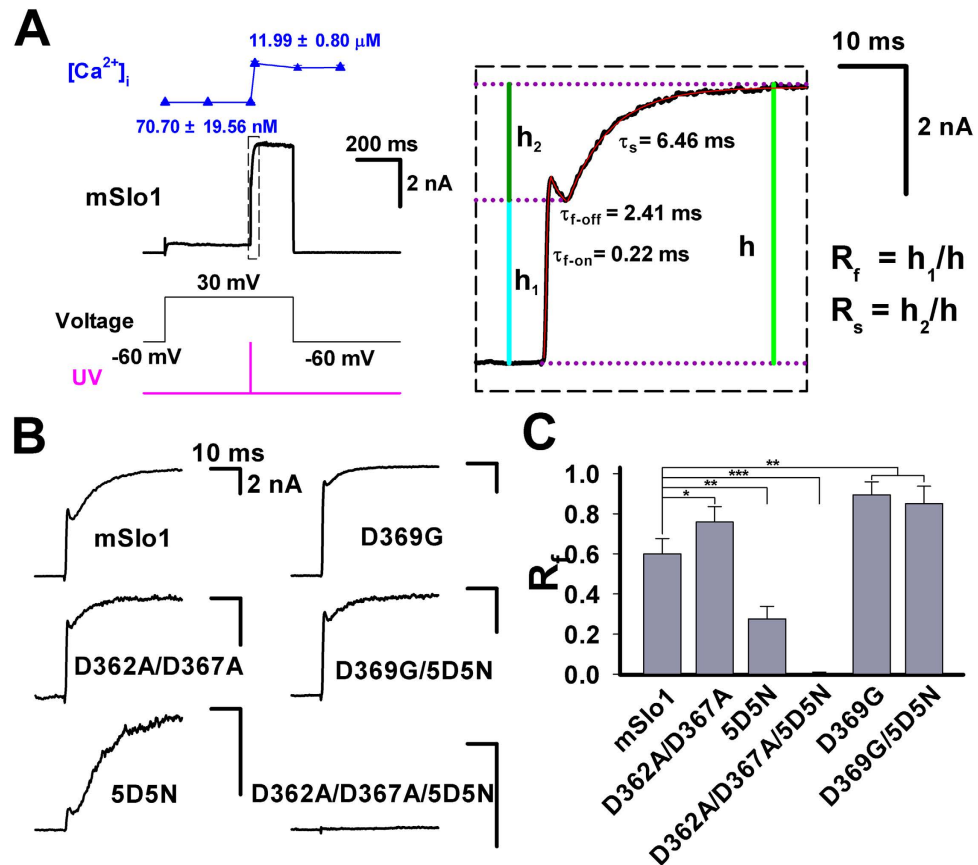 A
11.99 ± 0.80 μM
[Ca2+]i
70.70 ± 19.56 nM
200 ms
2 nA
mSlo1
30 mV
Voltage
-60 mV
-60 mV
UV
10 ms
2 nA
h2
τs = 6.46 ms
τf-off = 2.41 ms
τf-on = 0.22 ms
h1
h
Rf = h1/h
Rs = h2/h
B
10 ms
2 nA
mSlo1
D369G
D362A/D367A
D369G/5D5N
5D5N
D362A/D367A/5D5N
C
**
***
**
*
Rf
1.0
0.8
0.6
0.4
0.2
0.0
mSlo1
D362A/D367A
5D5N
D362A/D367A/5D5N
D369G
D369G/5D5N